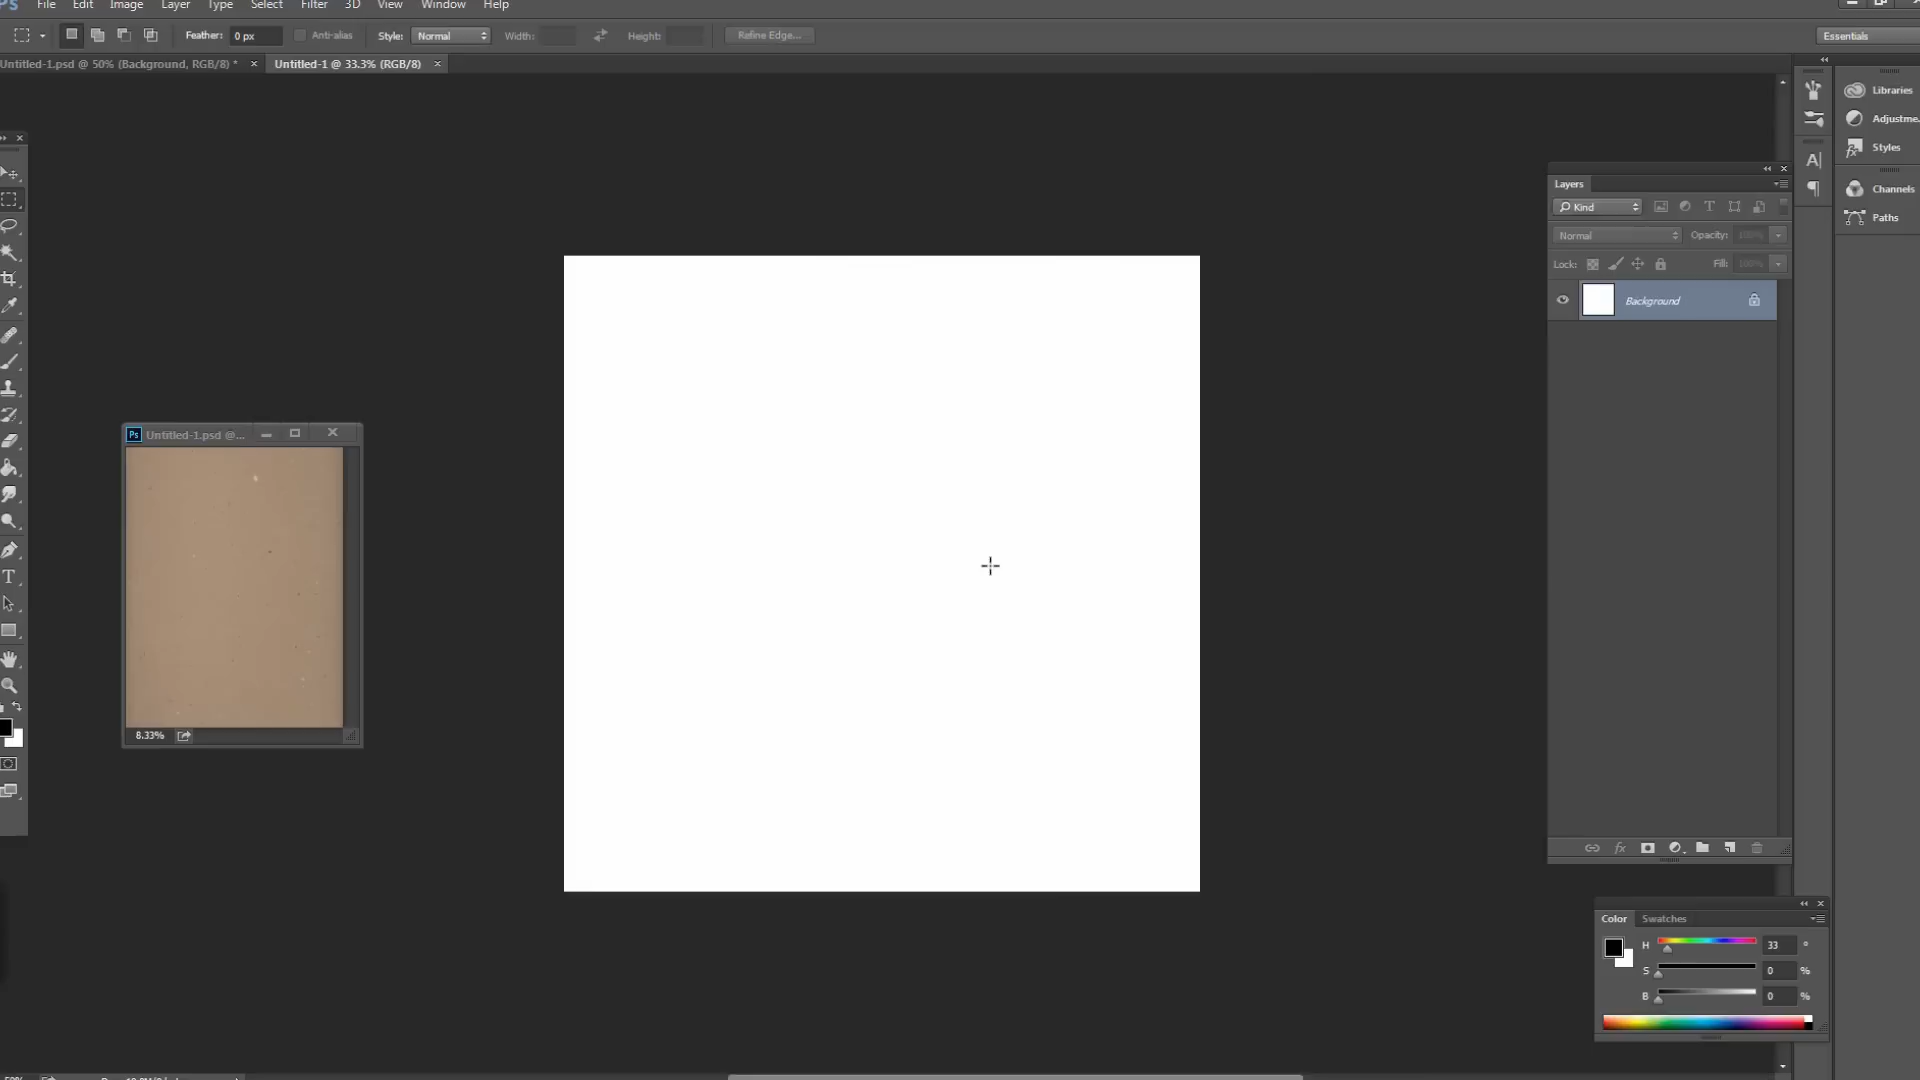 File Edit Image Layer Type Select Filter 3D View Window Help
Feather: 0 px Anti-alias Style: Normal Width: Height: Refine Edge... Essentials
Untitled-1.psd @ 50% (Background, RGB/8) * × Untitled-1 @ 33.3% (RGB/8) ×
Libraries
Adjustme...
Styles
Channels
Paths
Layers
Kind
Normal Opacity: 100%
Lock: Fill: 100%
Background
Ps Untitled-1.psd @...
8.33%
Color Swatches
H 33 °
S 0 %
B 0 %